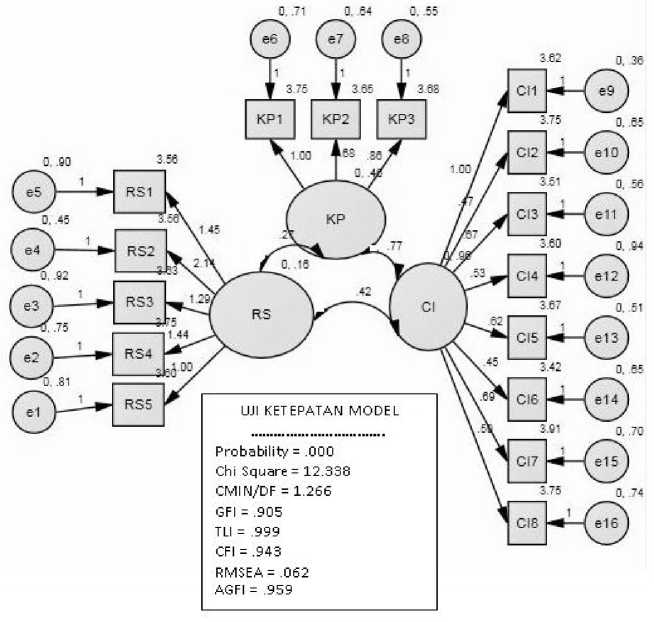 0, .71
0, .64
0, .55
e6
e7
e8
1
1
1
3.75
3.65
3.68
KP1
KP2
KP3
1.00
.68
.86
0, .46
KP
3.62
0, .36
CI1
1
e9
3.75
0, .65
CI2
1
e10
3.51
0, .56
CI3
1
e11
3.60
0, .94
CI4
1
e12
3.67
0, .51
CI5
1
e13
3.42
0, .65
CI6
1
e14
3.91
0, .70
CI7
1
e15
3.75
0, .74
CI8
1
e16
1.00
.47
.67
.53
.62
.45
.69
CI
0, .90
3.56
e5
1
RS1
0, .45
3.56
e4
1
RS2
0, .92
e3
1
RS3
0, .75
3.75
e2
1
RS4
0, .81
3.60
e1
1
RS5
1.45
2.14
1.29
1.44
1.00
0, .16
RS
.27
.77
.42
UJI KETEPATAN MODEL
Probability = .000
Chi Square = 12.338
CMIN/DF = 1.266
GFI = .905
TLI = .999
CFI = .943
RMSEA = .062
AGFI = .959